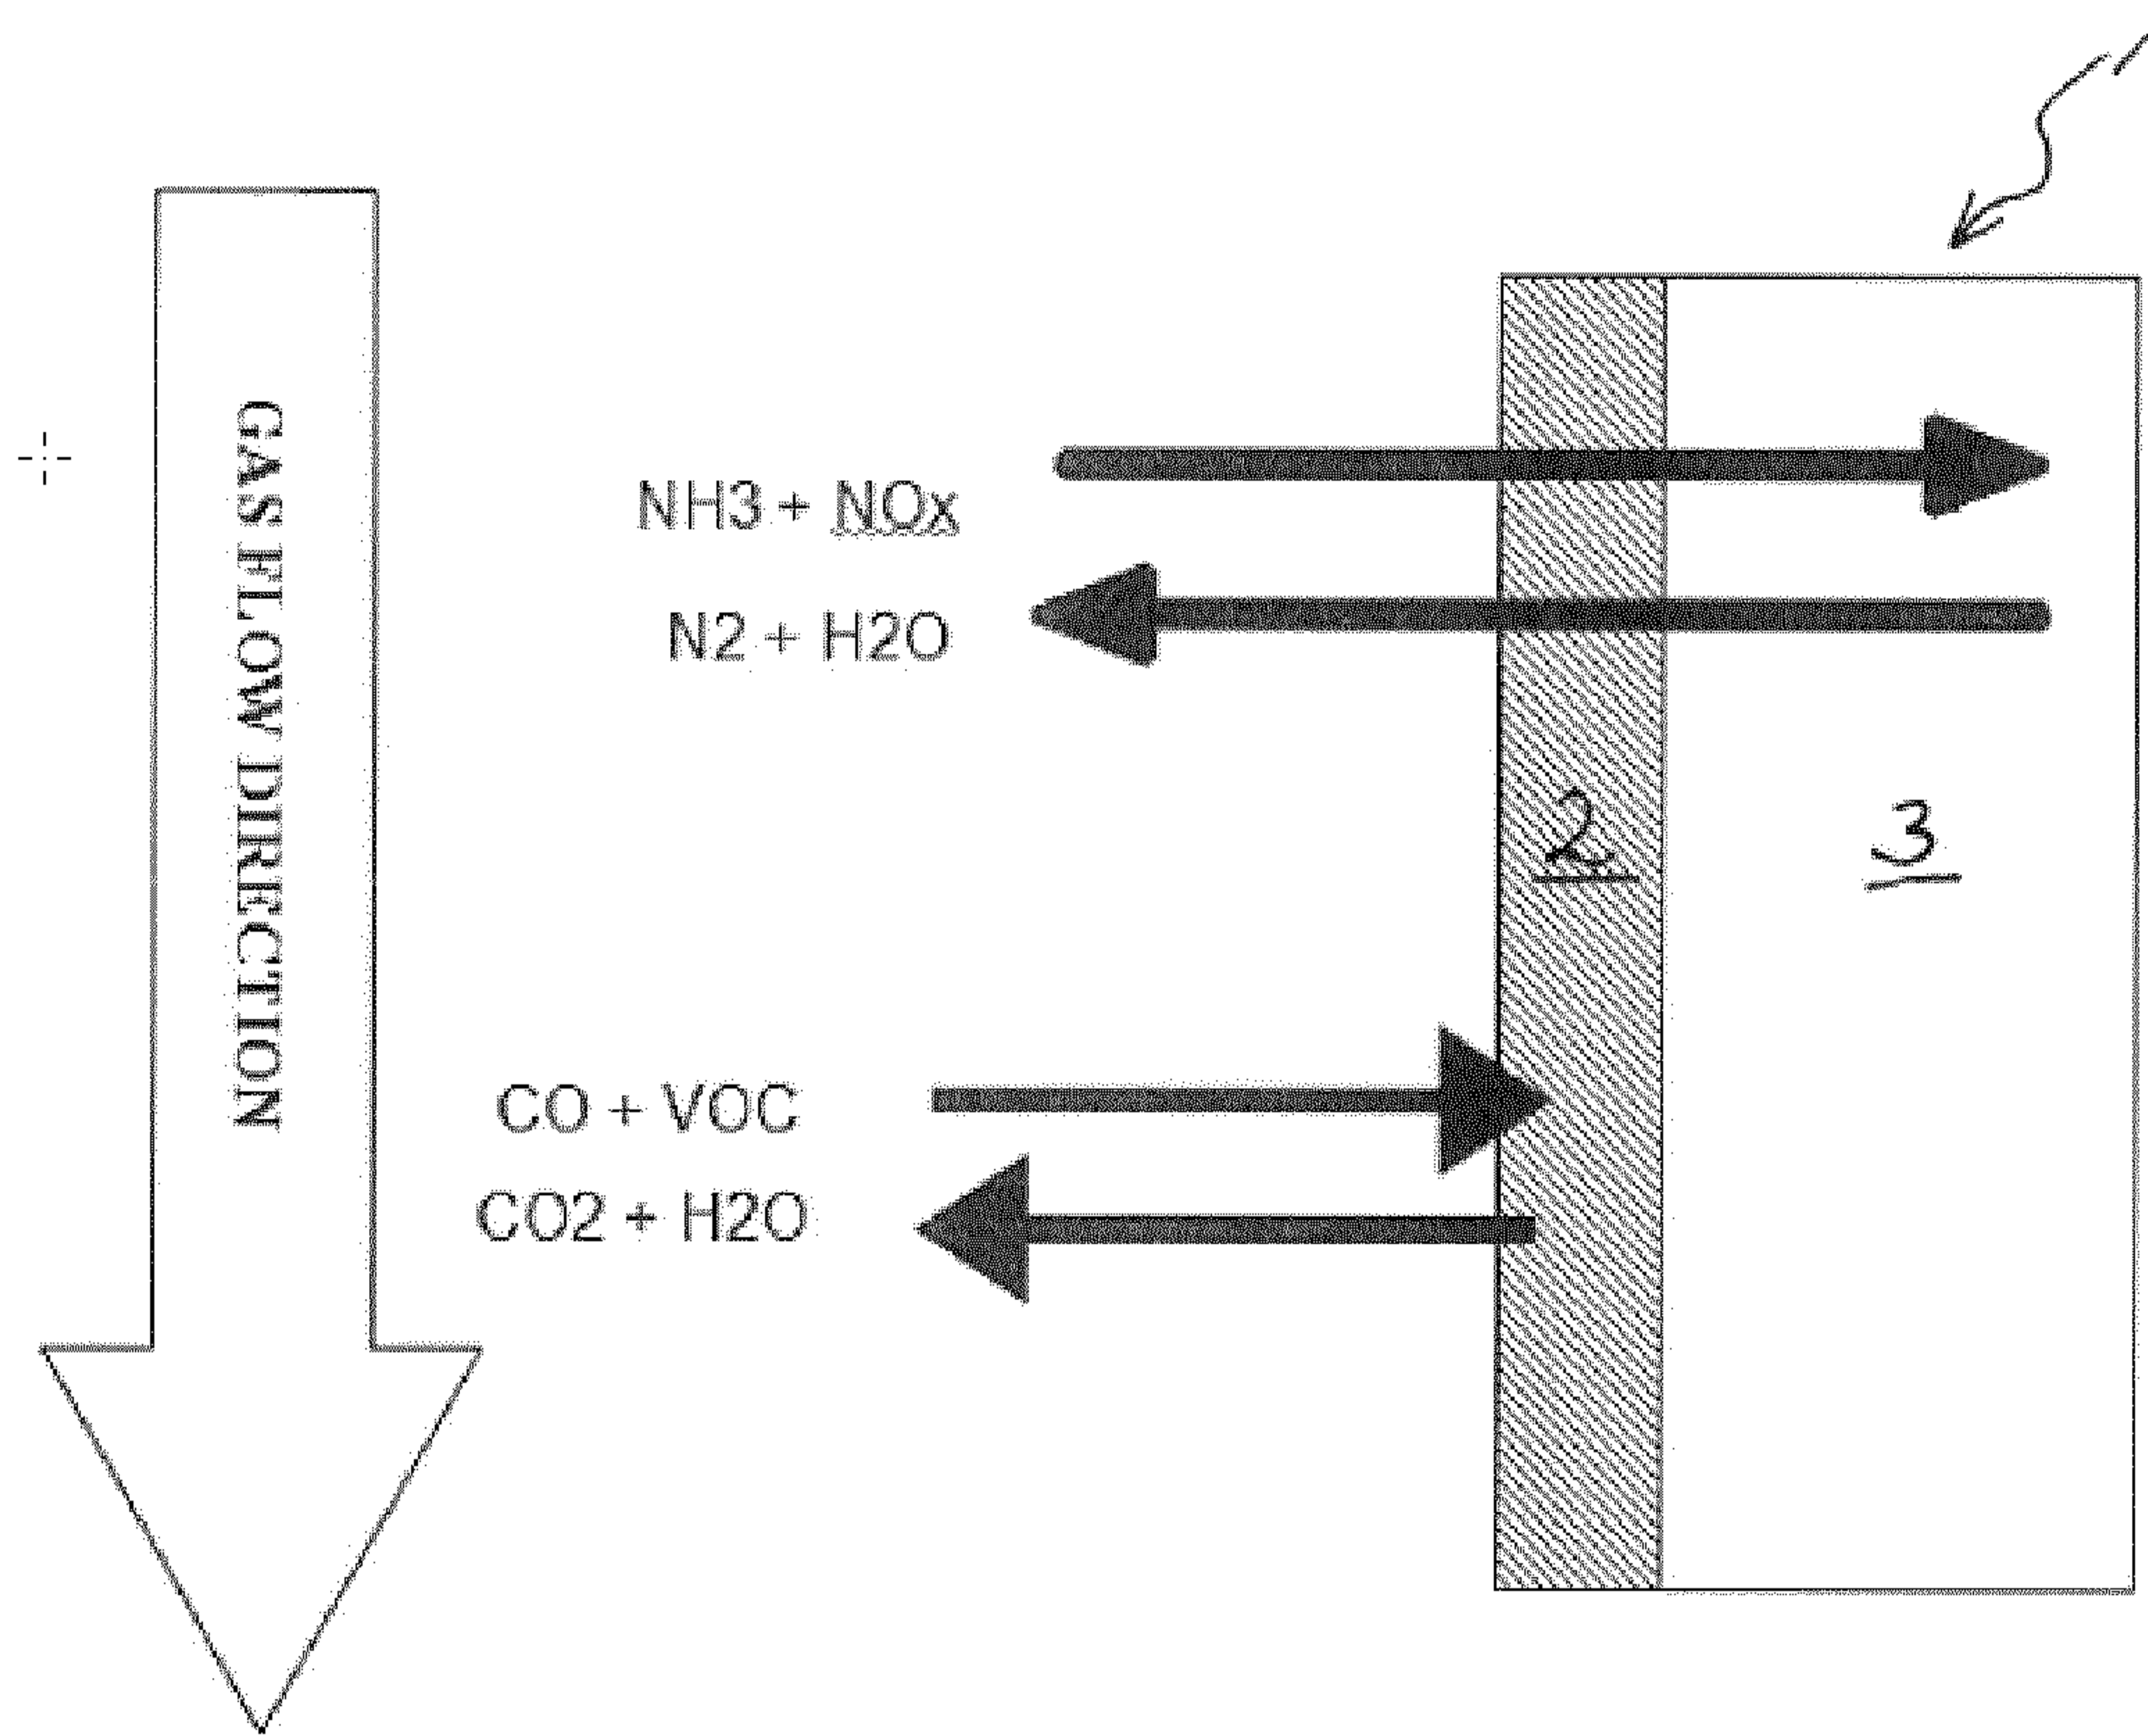 GAS FLOW DIRECTION
NH3 + NOx
N2 + H2O
2
3
CO + VOC
CO2 + H2O